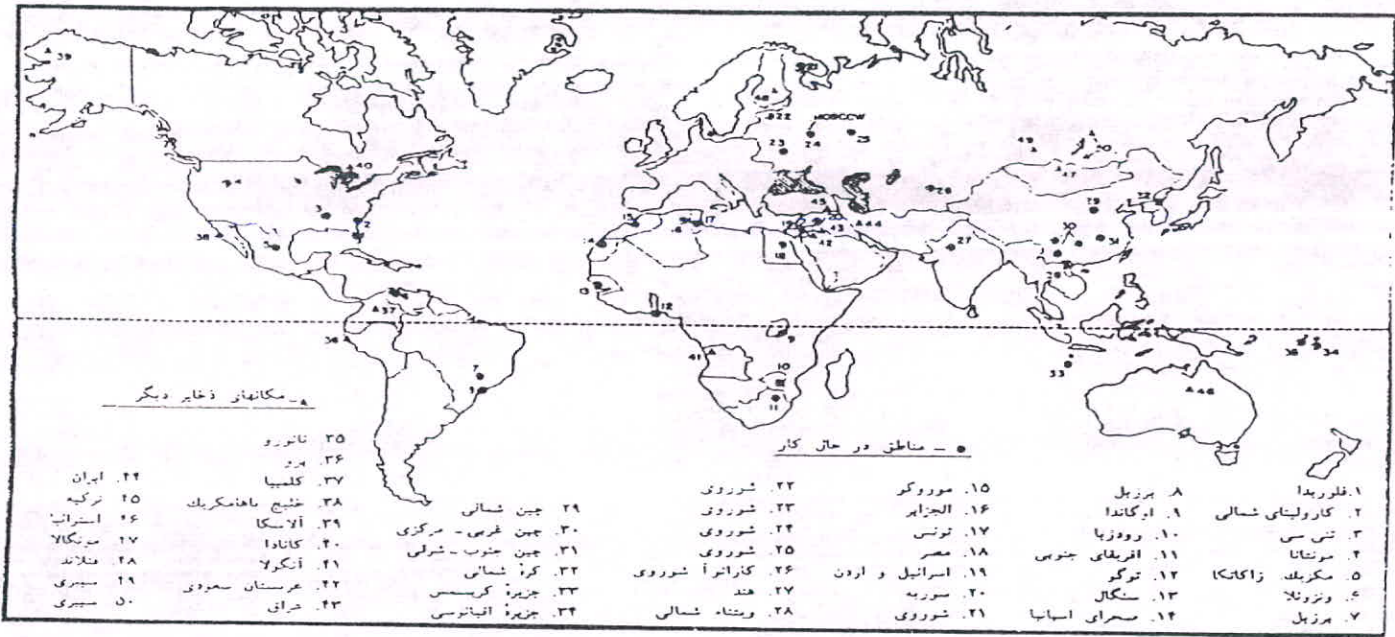 MOSCCW
▲ـ مکانهای ذخایر دیگر
● ـ مناطق در حال کار
۱. فلوریدا
۲. کارولینای شمالی
۳. تنی سی
۴. مونتانا
۵. مکزیك، زاکاتکا
۶. ونزوئلا
۷. برزیل
۸. برزیل
۹. اوگاندا
۱۰. رودزیا
۱۱. افریقای جنوبی
۱۲. توگو
۱۳. سنگال
۱۴. صحرای اسپانیا
۱۵. موروکو
۱۶. الجزایر
۱۷. تونس
۱۸. مصر
۱۹. اسرائیل و اردن
۲۰. سوریه
۲۱. شوروی
۲۲. شوروی
۲۳. شوروی
۲۴. شوروی
۲۵. شوروی
۲۶. شوروی
۲۷. هند
۲۸. ویتنام شمالی
۲۹ چین شمالی
۳۰. چین غربی ـ مرکزی
۳۱. چین جنوب ـ شرقی
۳۲. کرهٔ شمالی
۳۳. جزیرهٔ کریسمس
۳۴. جزیرهٔ اقیانوسی
۳۵. نائورو
۳۶. پرو
۳۷. کلمبیا
۳۸. خلیج باهامکزیك
۳۹. آلاسکا
۴۰. کانادا
۴۱. آنگولا
۴۲. عربستان سعودی
۴۳. عراق
۴۴. ایران
۴۵. ترکیه
۴۶. استرالیا
۴۷. مونگالا
۴۸. فنلاند
۴۹. سیبری
۵۰. سیبری